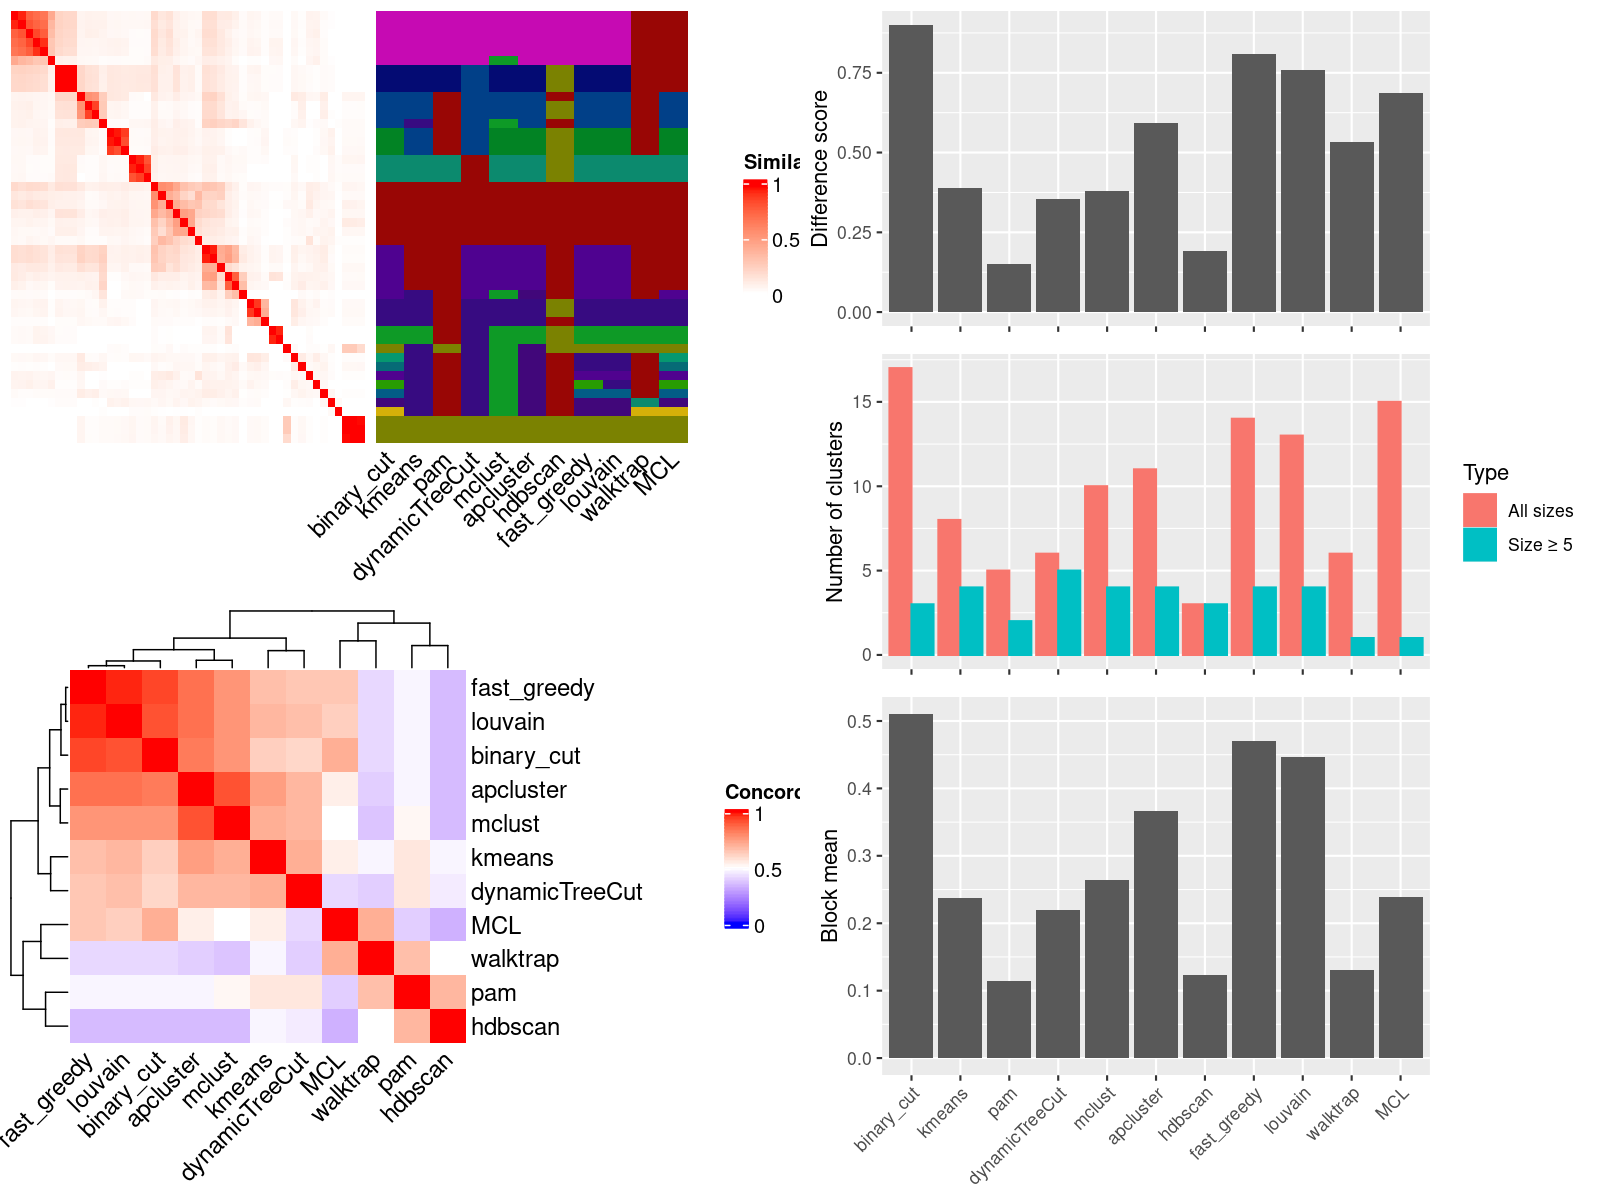 Simila
1
0.5
0
binary_cut
kmeans
pam
dynamicTreeCut
mclust
apcluster
hdbscan
fast_greedy
louvain
walktrap
MCL
fast_greedy
louvain
binary_cut
apcluster
mclust
kmeans
dynamicTreeCut
MCL
walktrap
pam
hdbscan
fast_greedy
louvain
binary_cut
apcluster
mclust
kmeans
dynamicTreeCut
MCL
walktrap
pam
hdbscan
Concord
1
0.5
0
Difference score
0.75
0.50
0.25
0.00
Number of clusters
15
10
5
0
Type
All sizes
Size ≥ 5
Block mean
0.5
0.4
0.3
0.2
0.1
0.0
binary_cut
kmeans
pam
dynamicTreeCut
mclust
apcluster
hdbscan
fast_greedy
louvain
walktrap
MCL